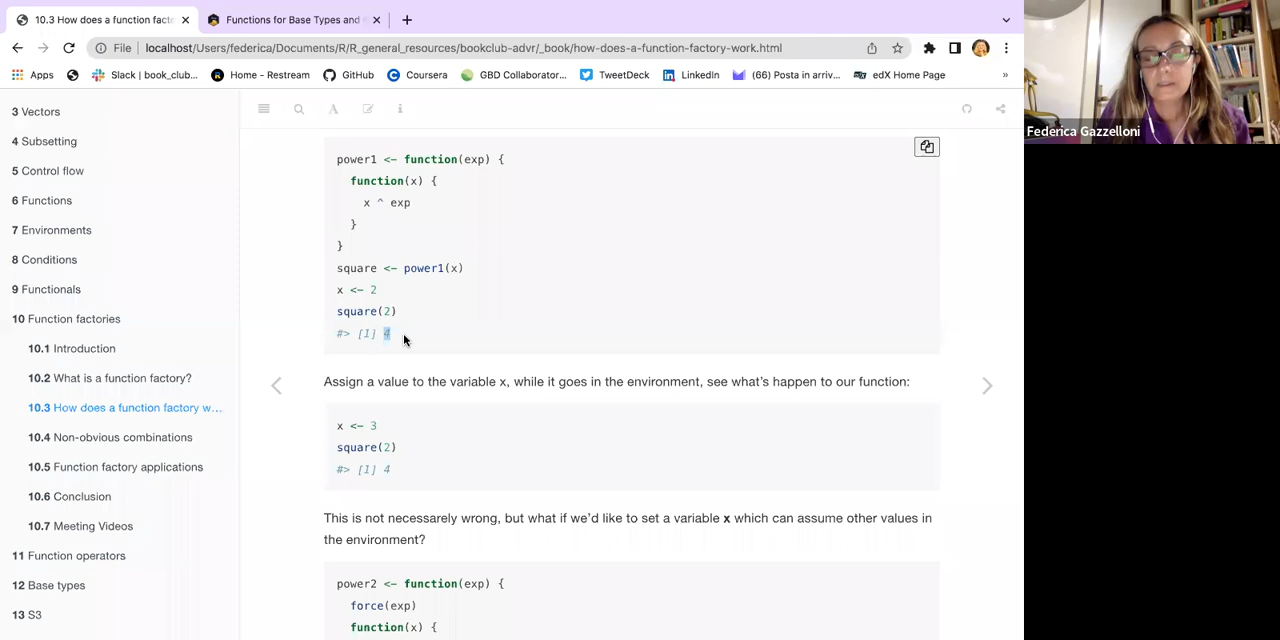 10.3 How does a function fact
Functions for Base Types and
File
localhost/Users/federica/Documents/R/R_general_resources/bookclub-advr/_book/how-does-a-function-factory-work.html
Apps
Slack | book_club...
Home - Restream
GitHub
Coursera
GBD Collaborator...
TweetDeck
LinkedIn
(66) Posta in arriv...
edX Home Page
»
3 Vectors
4 Subsetting
5 Control flow
6 Functions
7 Environments
8 Conditions
9 Functionals
10 Function factories
10.1 Introduction
10.2 What is a function factory?
10.3 How does a function factory w...
10.4 Non-obvious combinations
10.5 Function factory applications
10.6 Conclusion
10.7 Meeting Videos
11 Function operators
12 Base types
13 S3
power1 <- function(exp) {
function(x) {
x ^ exp
}
}
square <- power1(x)
x <- 2
square(2)
#> [1] 4
Assign a value to the variable x, while it goes in the environment, see what's happen to our function:
x <- 3
square(2)
#> [1] 4
This is not necessarely wrong, but what if we'd like to set a variable x which can assume other values in
the environment?
power2 <- function(exp) {
force(exp)
function(x) {
Federica Gazzelloni